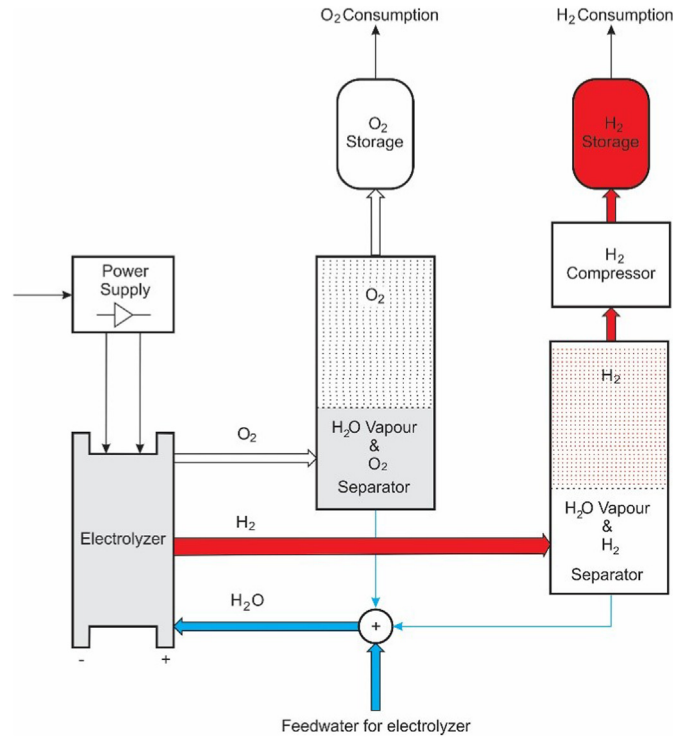 O₂ Consumption
H₂ Consumption
O₂
Storage
H₂
Storage
H₂
Compressor
Power
Supply
O₂
H₂
O₂
H₂O Vapour
&
O₂
Separator
H₂
H₂O Vapour
&
H₂
Separator
Electrolyzer
H₂O
+
- +
Feedwater for electrolyzer